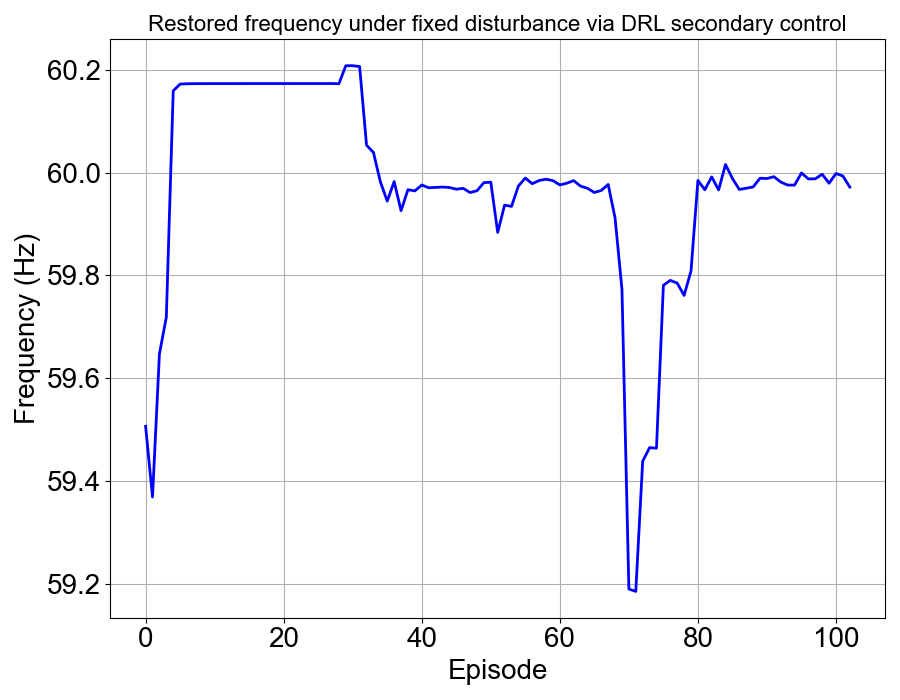 Restored frequency under fixed disturbance via DRL secondary control
Frequency (Hz)
60.2
60.0
59.8
59.6
59.4
59.2
0 20 40 60 80 100
Episode